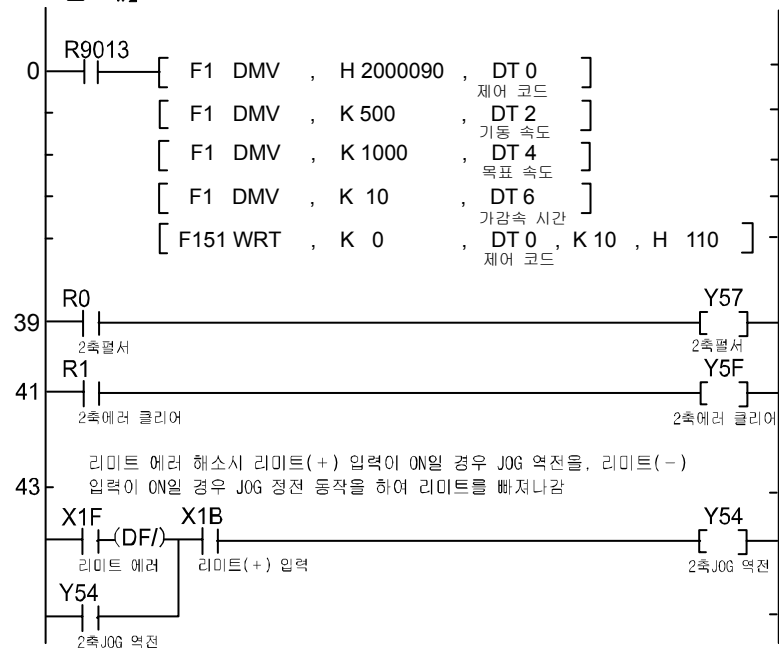 R9013
0 [ F1 DMV , H 2000090 , DT 0 ]
제어 코드
[ F1 DMV , K 500 , DT 2 ]
기동 속도
[ F1 DMV , K 1000 , DT 4 ]
목표 속도
[ F1 DMV , K 10 , DT 6 ]
가감속 시간
[ F151 WRT , K 0 , DT 0 , K 10 , H 110 ]
제어 코드
R0 Y57
39 [ ]
2축펄서 2축펄서
R1 Y5F
41 [ ]
2축에러 클리어 2축에러 클리어
리미트 에러 해소시 리미트(+) 입력이 ON일 경우 JOG 역전을, 리미트(-)
43 입력이 ON일 경우 JOG 정전 동작을 하여 리미트를 빠져나감
X1F X1B Y54
(DF/) [ ]
리미트 에러 리미트(+) 입력 2축JOG 역전
Y54
2축JOG 역전